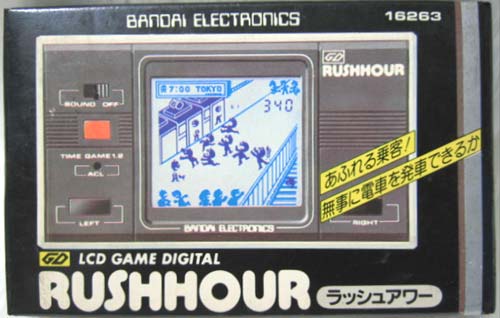 BANDAI ELECTRONICS
16263
GD
RUSHHOUR
SOUND OFF
7:00 TOKYO
340
TIME GAME1.2
ACL
LEFT
RIGHT
BANDAI ELECTRONICS
あふれる乗客!
無事に電車を発車できるか
GD LCD GAME DIGITAL
RUSHHOUR ラッシュアワー